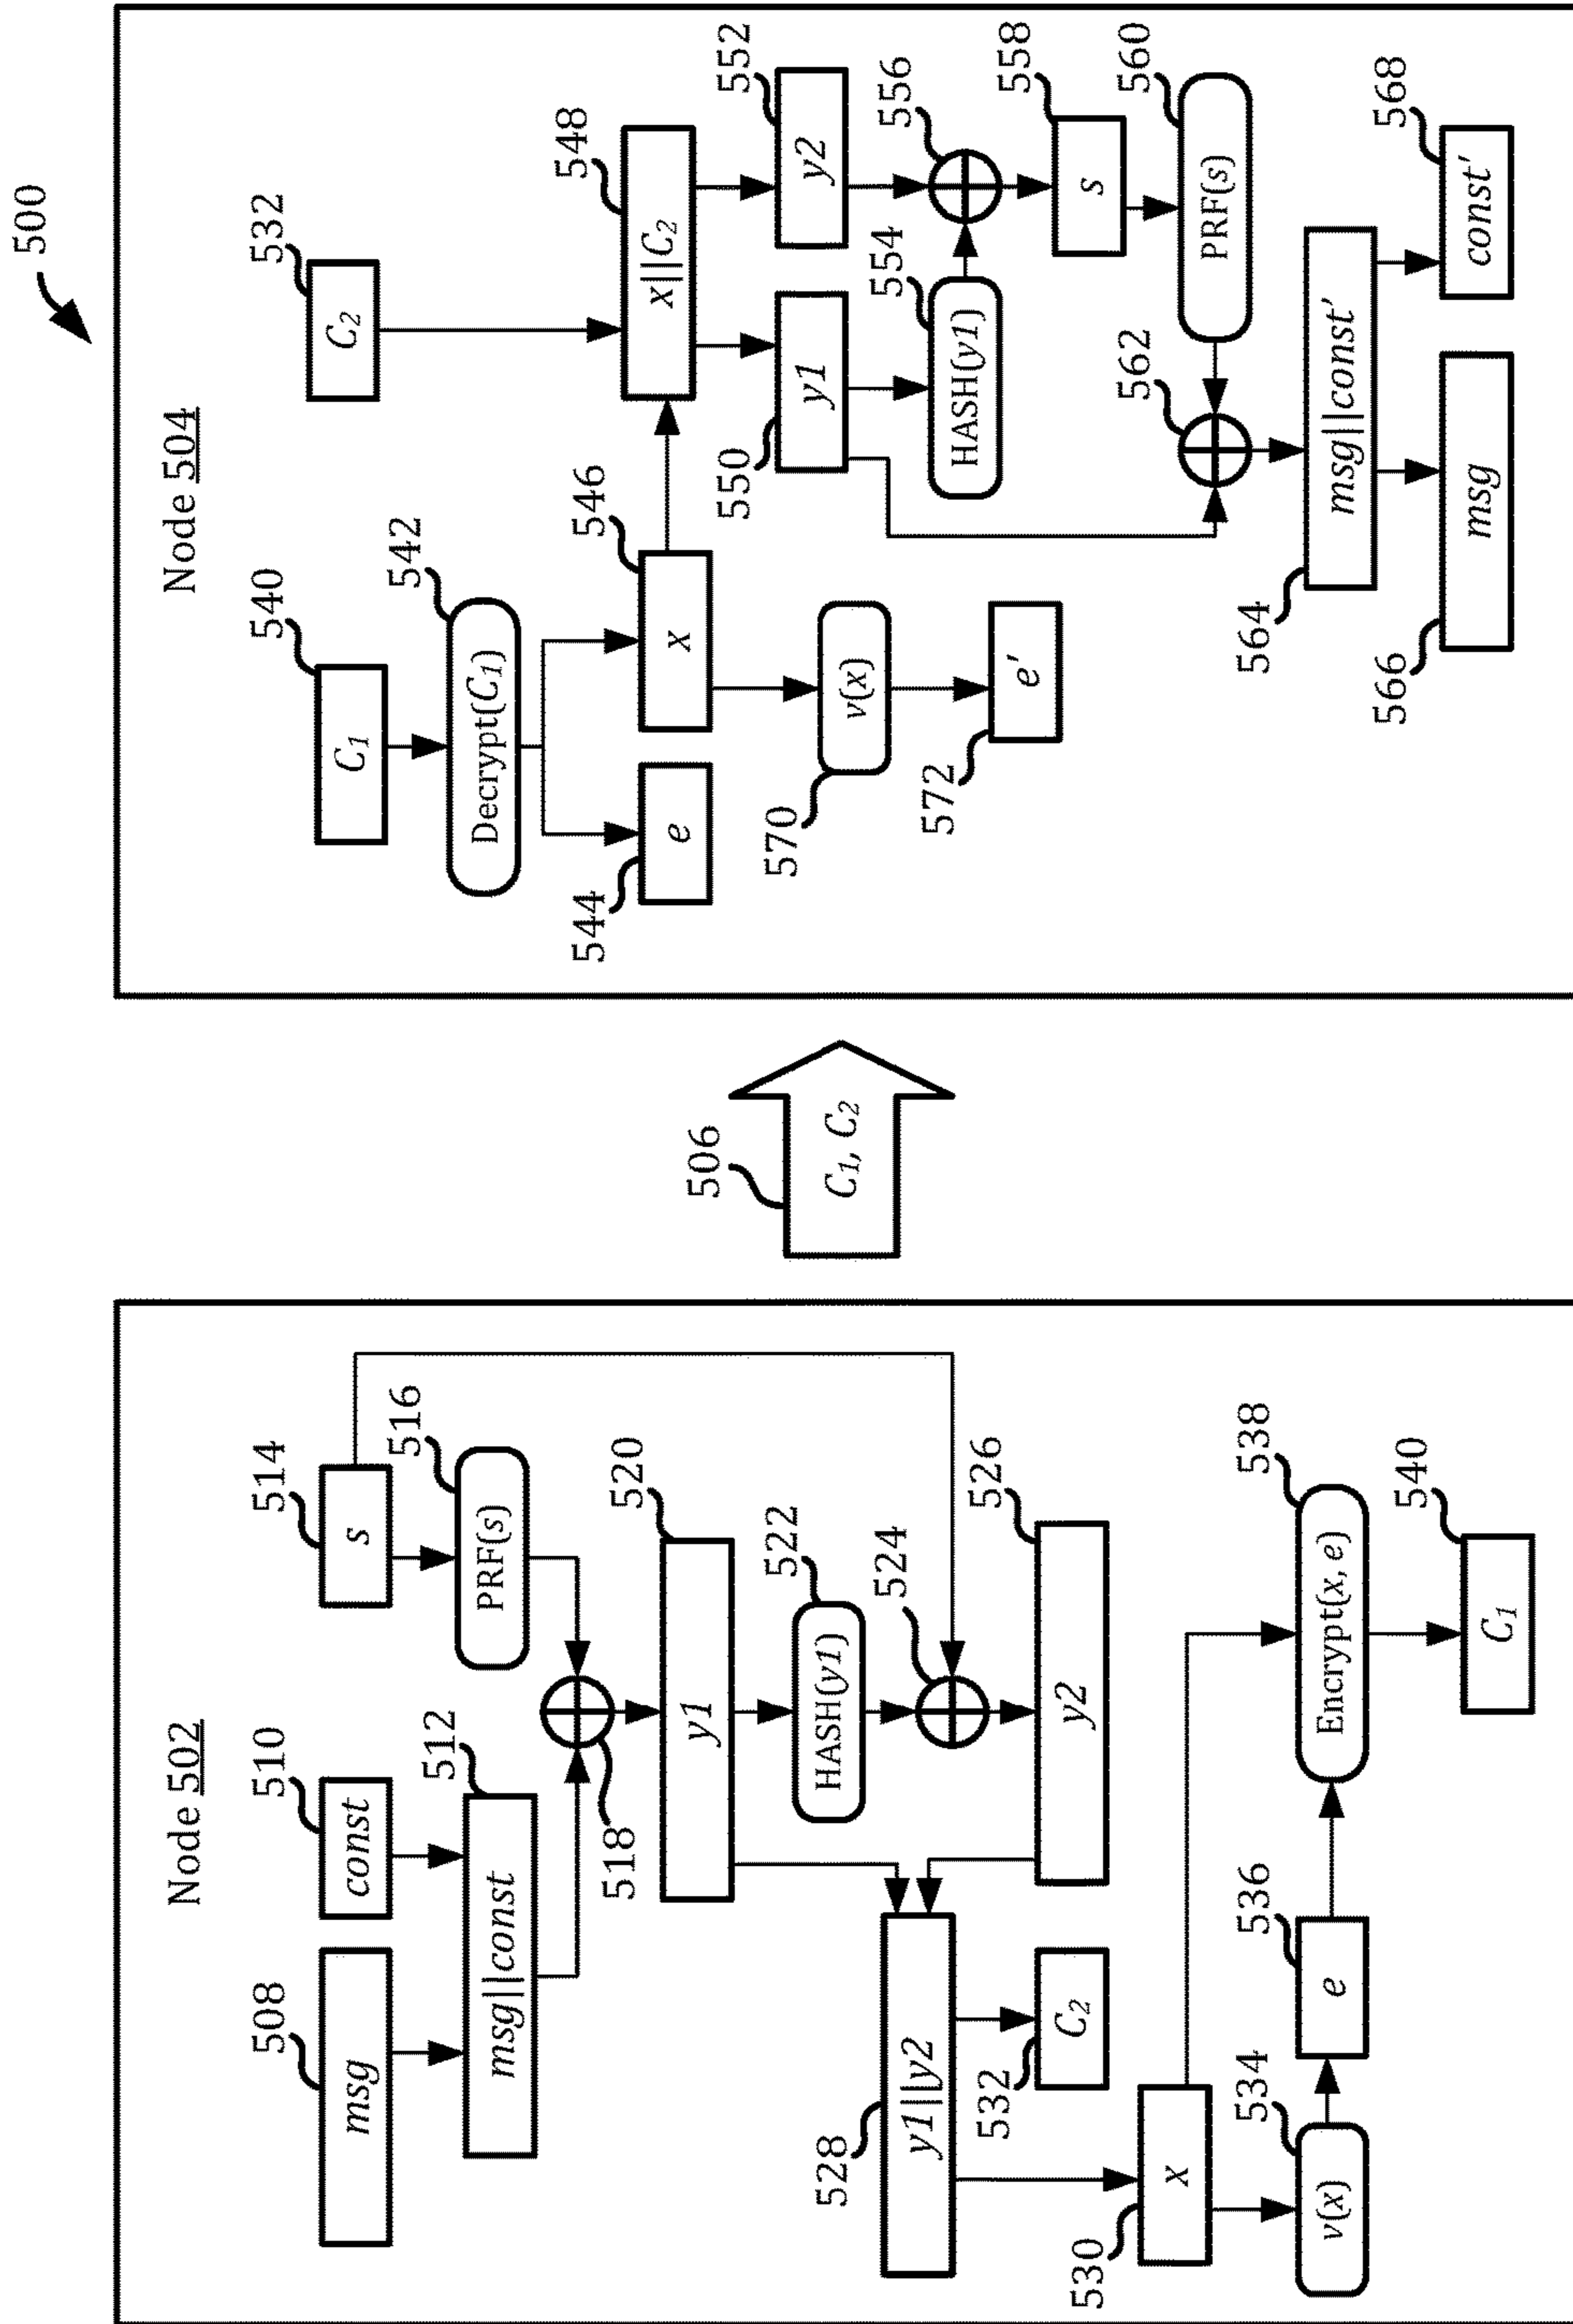 500
Node 502
508
510
514
msg
const
s
512
516
msg||const
PRF(s)
518
520
y1
522
HASH(y1)
524
528
526
y1||y2
y2
532
C₂
530
x
534
536
538
v(x)
e
Encrypt(x, e)
540
C₁
506
C₁, C₂
Node 504
540
532
C₁
C₂
542
Decrypt(C₁)
544
546
548
e
x
x||C₂
570
550
552
v(x)
y1
y2
572
554
556
e'
HASH(y1)
558
s
562
560
PRF(s)
564
msg||const'
566
568
msg
const'